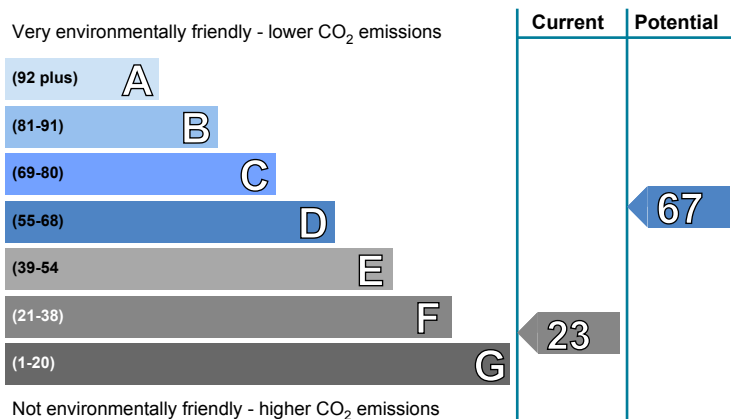 Very environmentally friendly - lower CO₂ emissions
Current
Potential
(92 plus) A
(81-91) B
(69-80) C
(55-68) D
67
(39-54 E
(21-38) F
23
(1-20) G
Not environmentally friendly - higher CO₂ emissions